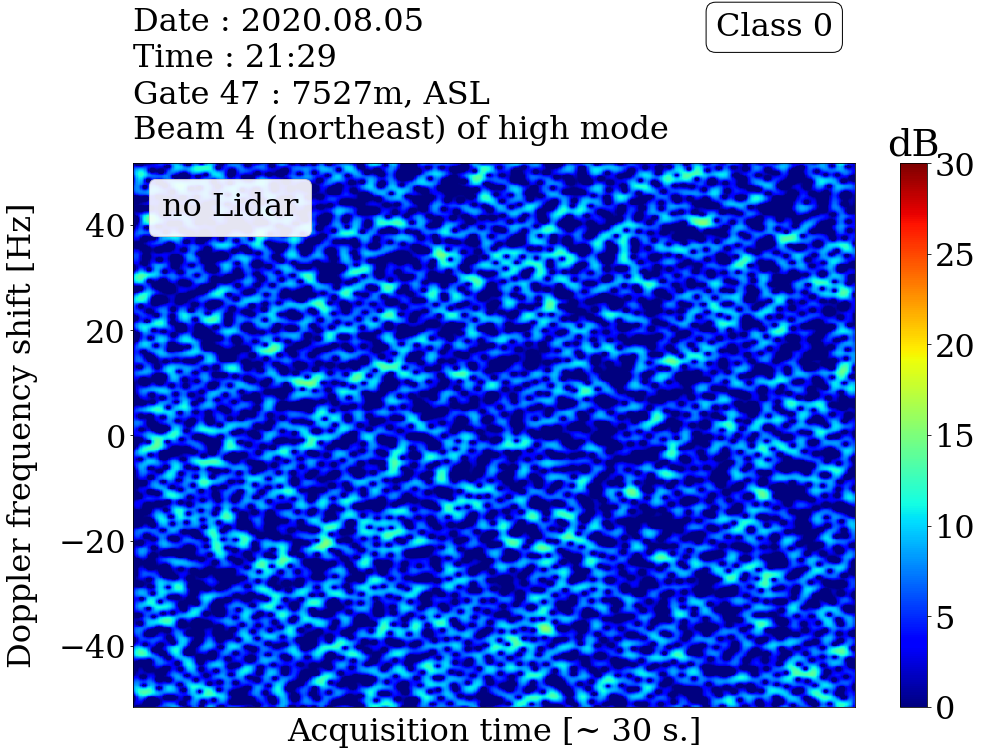 Date : 2020.08.05
Time : 21:29
Gate 47 : 7527m, ASL
Beam 4 (northeast) of high mode
Class 0
dB
no Lidar
Doppler frequency shift [Hz]
40
20
0
−20
−40
30
25
20
15
10
5
0
Acquisition time [~ 30 s.]